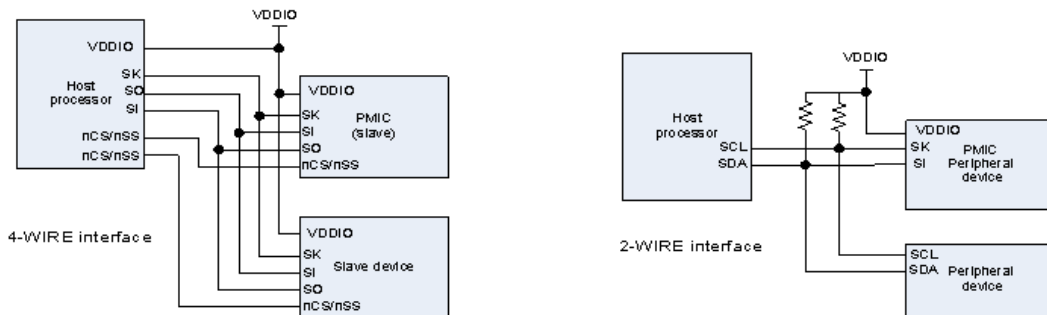 VDDIO
VDDIO
Host
processor
SK
SO
SI
nCS/nSS
nCS/nSS
VDDIO
SK
SI
SO
nCS/nSS
PMIC
(slave)
VDDIO
SK
SI
SO
nCS/nSS
Slave device
4-WIRE interface
VDDIO
Host
processor
SCL
SDA
VDDIO
SK
SI
PMIC
Peripheral
device
SCL
SDA
Peripheral
device
2-WIRE interface